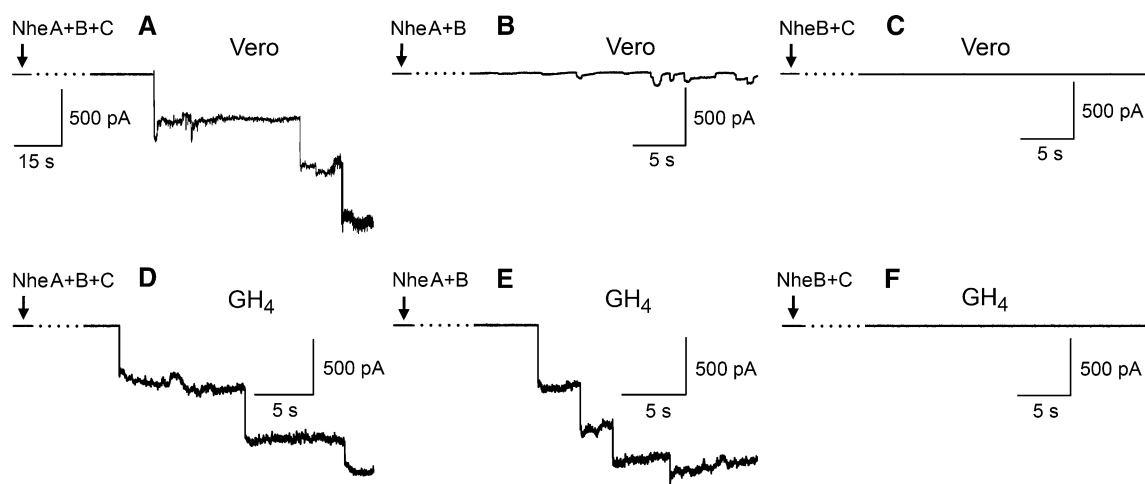 NheA+B+C A
Vero
500 pA
15 s
NheA+B B
Vero
500 pA
5 s
NheB+C C
Vero
500 pA
5 s
NheA+B+C D
GH4
500 pA
5 s
NheA+B E
GH4
500 pA
5 s
NheB+C F
GH4
500 pA
5 s